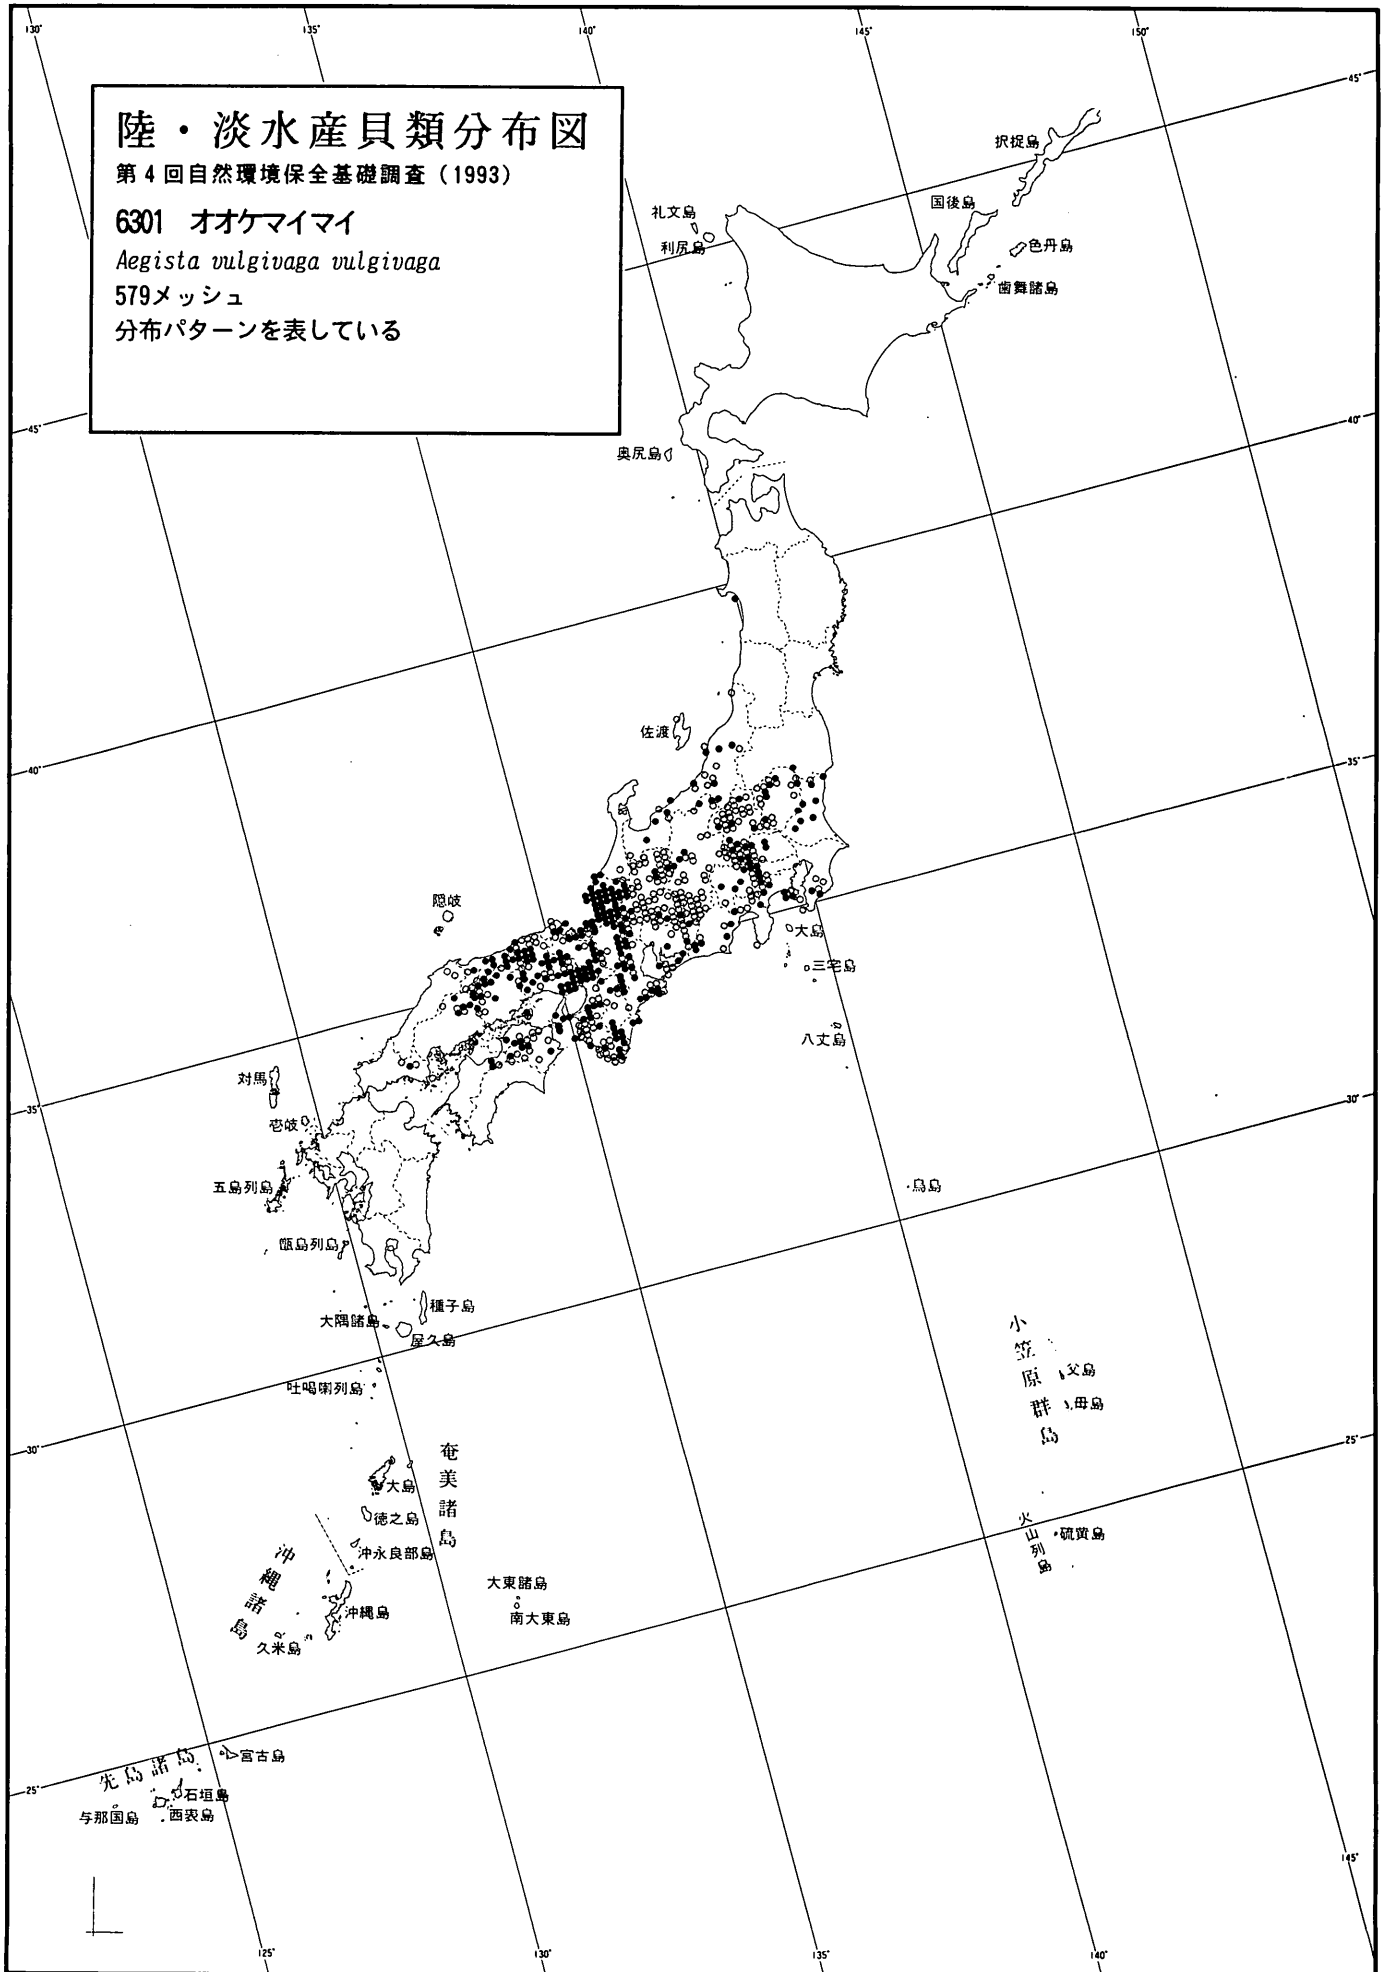 130°
135°
140°
145°
150°
陸・淡水産貝類分布図
第4回自然環境保全基礎調査（1993）
6301 オオケマイマイ
Aegista vulgivaga vulgivaga
579メッシュ
分布パターンを表している
45°
択捉島
国後島
礼文島
利尻島
色丹島
歯舞諸島
45°
40°
奥尻島
佐渡
40°
35°
隠岐
大島
三宅島
八丈島
対馬
35°
壱岐
30°
五島列島
鳥島
甑島列島
種子島
大隅諸島
屋久島
小笠原群島
父島
吐喝喇列島
母島
30°
25°
奄美諸島
大島
徳之島
火山列島
硫黄島
沖永良部島
沖縄諸島
大東諸島
沖縄島
南大東島
久米島
宮古島
先島諸島
25°
石垣島
与那国島
西表島
145°
125°
130°
135°
140°